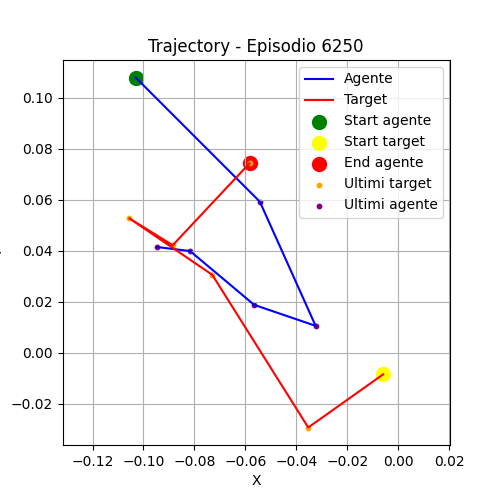 Trajectory - Episodio 6250
Agente
Target
Start agente
Start target
End agente
Ultimi target
Ultimi agente
0.10
0.08
0.06
0.04
0.02
0.00
−0.02
−0.12 −0.10 −0.08 −0.06 −0.04 −0.02 0.00 0.02
X